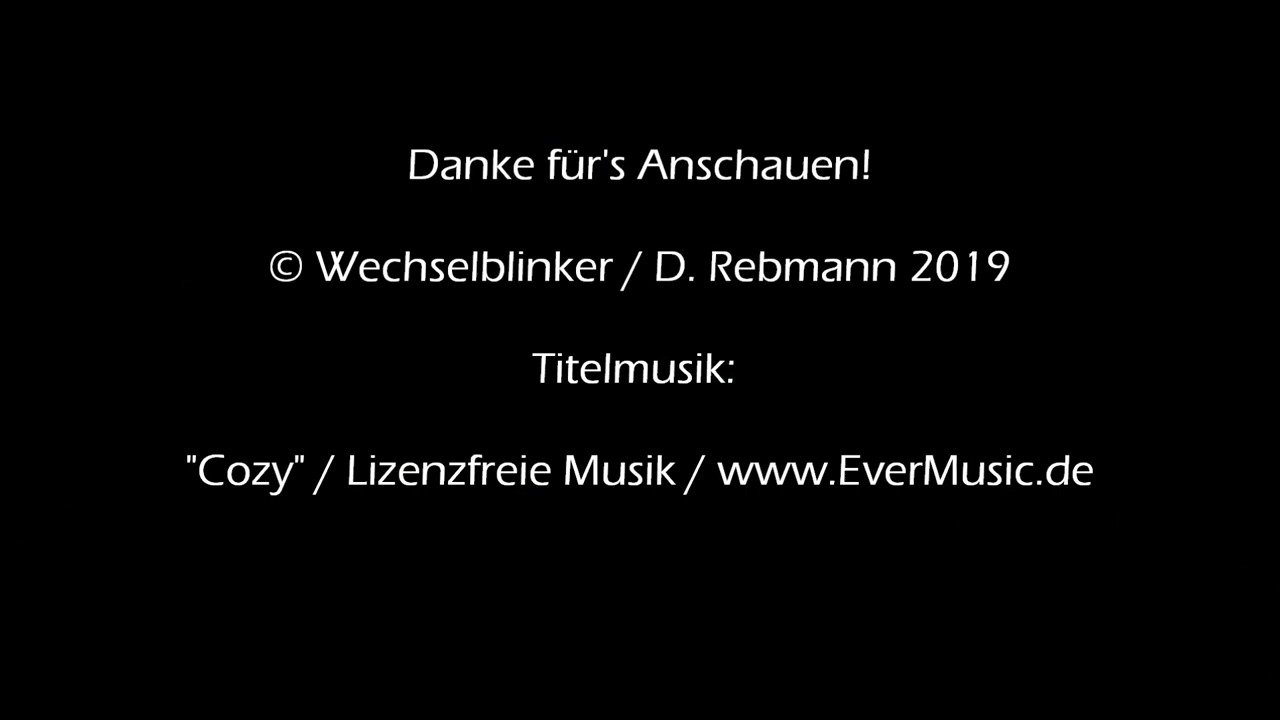 Danke für's Anschauen!
© Wechselblinker / D. Rebmann 2019
Titelmusik:
"Cozy" / Lizenzfreie Musik / www.EverMusic.de